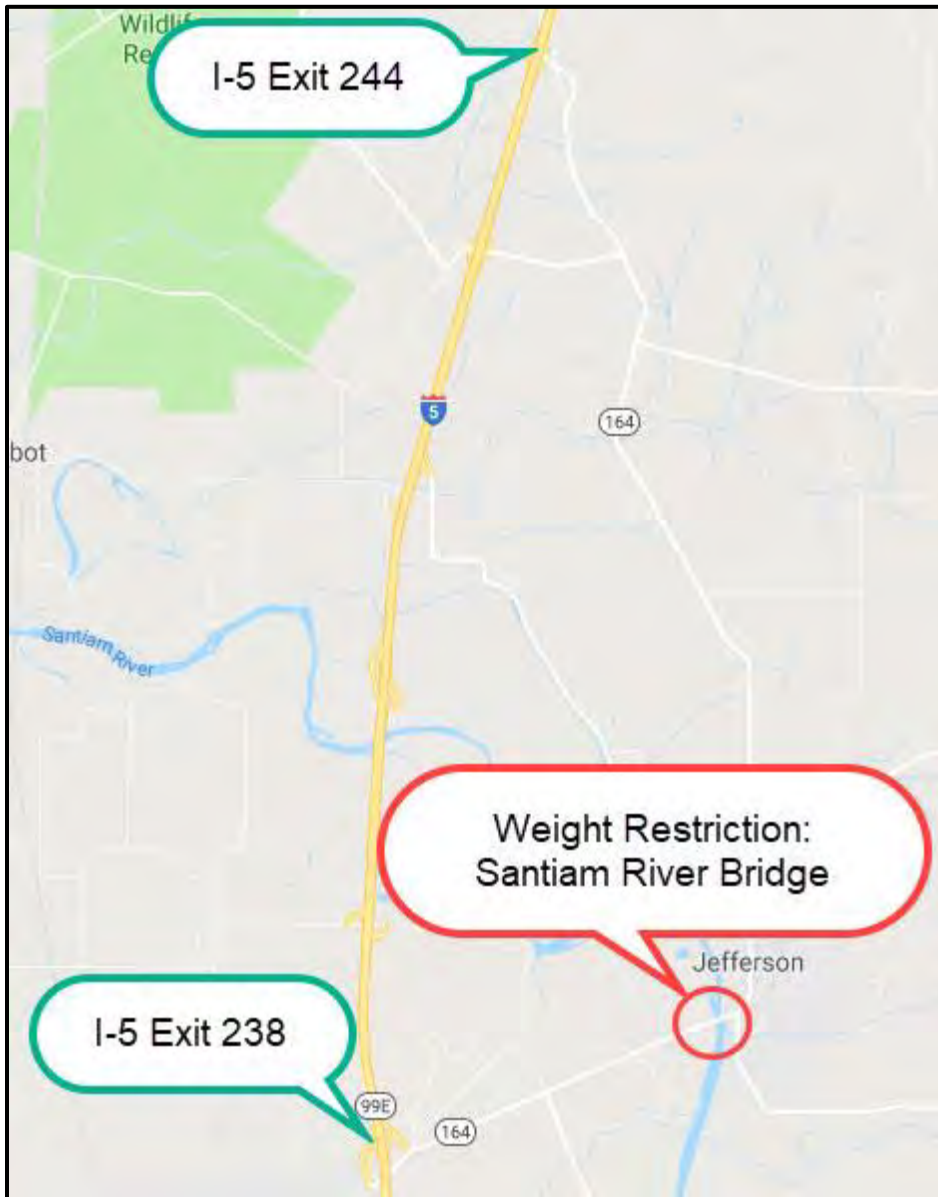 Wildlif
Re
I-5 Exit 244
5
164
bot
Santiam River
Weight Restriction:
Santiam River Bridge
Jefferson
I-5 Exit 238
99E
164